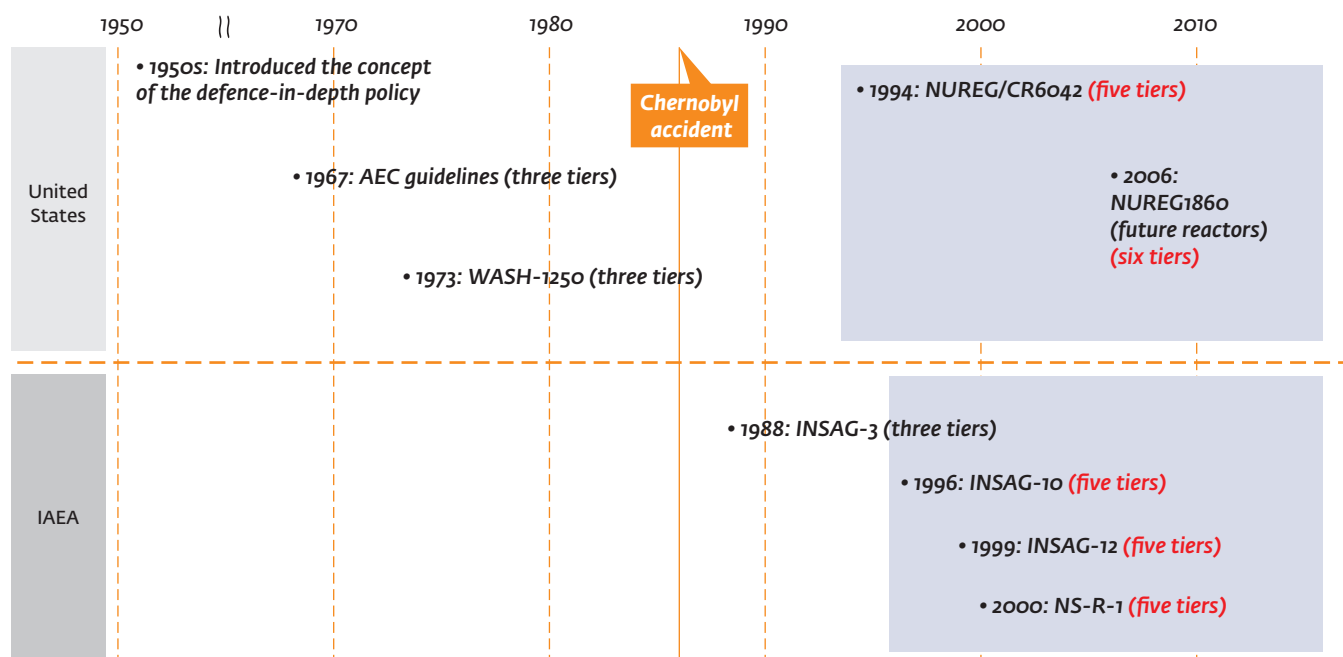 1950 1970 1980 1990 2000 2010
• 1950s: Introduced the concept
of the defence-in-depth policy
Chernobyl
accident
• 1994: NUREG/CR6042 (five tiers)
United
States
• 1967: AEC guidelines (three tiers)
• 2006:
NUREG1860
(future reactors)
(six tiers)
• 1973: WASH-1250 (three tiers)
IAEA
• 1988: INSAG-3 (three tiers)
• 1996: INSAG-10 (five tiers)
• 1999: INSAG-12 (five tiers)
• 2000: NS-R-1 (five tiers)